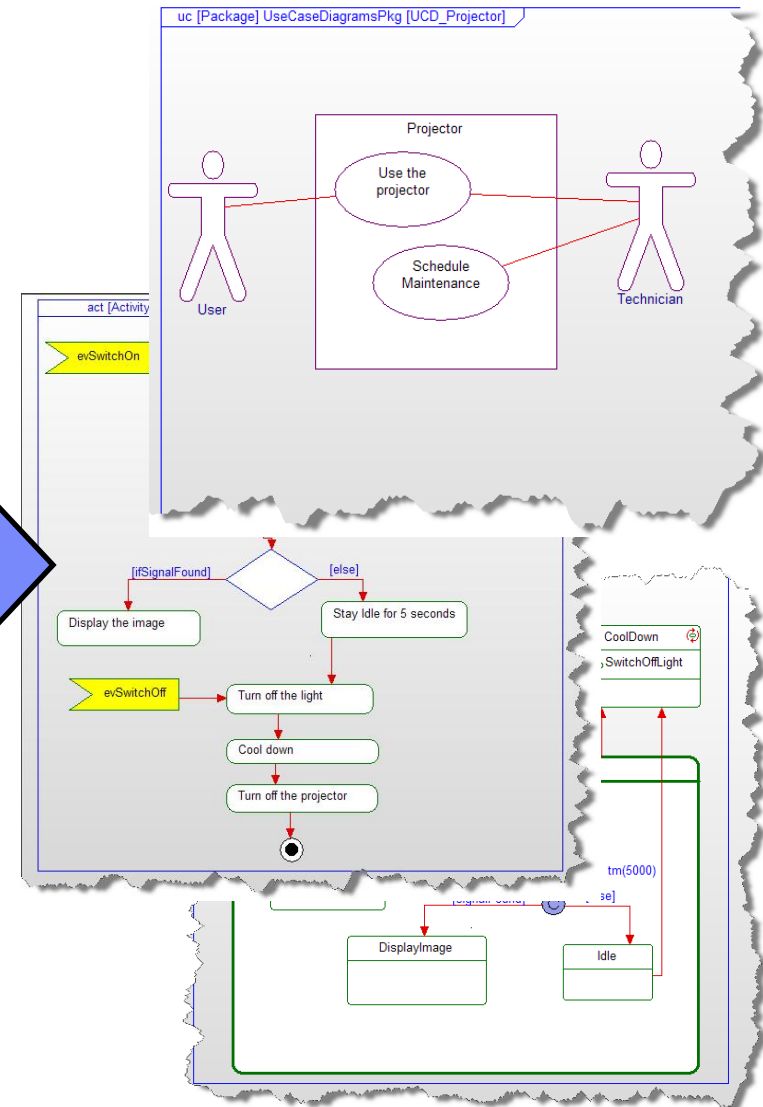 uc [Package] UseCaseDiagramsPkg [UCD_Projector]
Projector
Use the
projector
Schedule
Maintenance
User
Technician
act [Activity
evSwitchOn
[ifSignalFound]
[else]
Display the image
Stay Idle for 5 seconds
evSwitchOff
Turn off the light
Cool down
Turn off the projector
CoolDown
SwitchOffLight
tm(5000)
C
DisplayImage
Idle